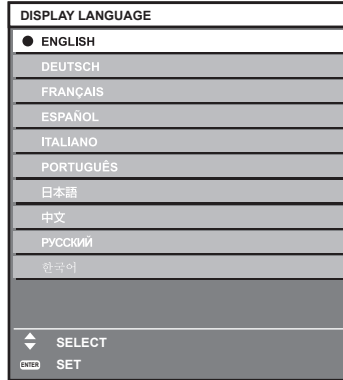 DISPLAY LANGUAGE
ENGLISH
DEUTSCH
FRANÇAIS
ESPAÑOL
ITALIANO
PORTUGUÊS
日本語
中文
РУССКИЙ
한국어
SELECT
ENTER SET